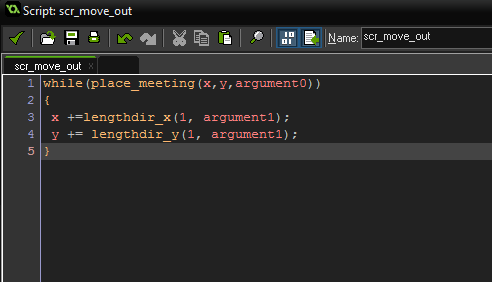 Script: scr_move_out
Name: scr_move_out
scr_move_out ×
1 while(place_meeting(x,y,argument0))
2 {
3 x +=lengthdir_x(1, argument1);
4 y += lengthdir_y(1, argument1);
5 }